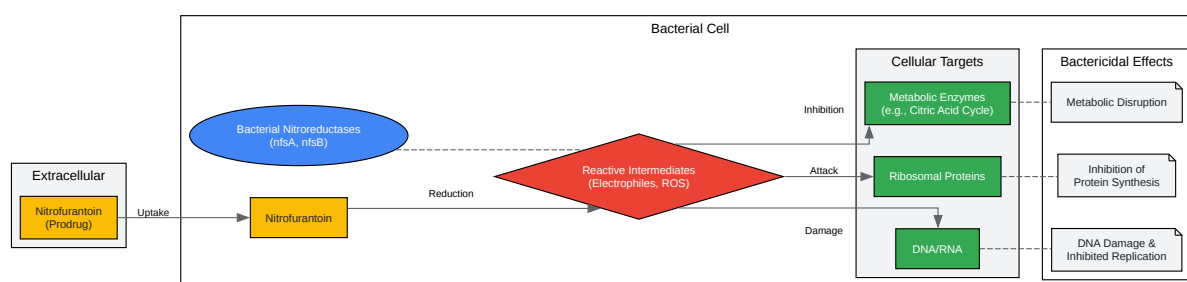 Bacterial Cell
Extracellular
Nitrofurantoin
(Prodrug)
Uptake
Bacterial Nitroreductases
(nfsA, nfsB)
Nitrofurantoin
Reduction
Reactive Intermediates
(Electrophiles, ROS)
Inhibition
Attack
Damage
Cellular Targets
Metabolic Enzymes
(e.g., Citric Acid Cycle)
Ribosomal Proteins
DNA/RNA
Bactericidal Effects
Metabolic Disruption
Inhibition of
Protein Synthesis
DNA Damage &
Inhibited Replication